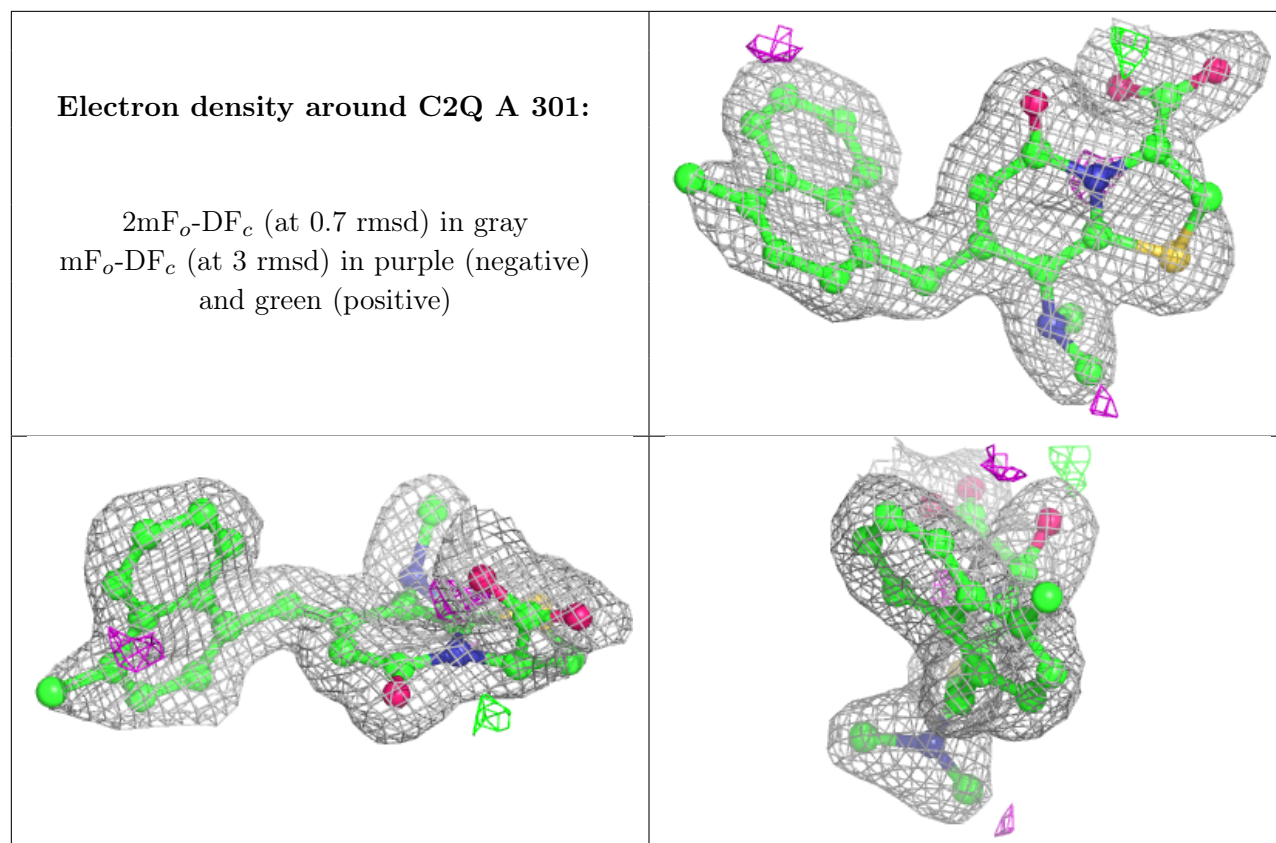 Electron density around C2Q A 301:
2mFₒ-DF𝒸 (at 0.7 rmsd) in gray
mFₒ-DF𝒸 (at 3 rmsd) in purple (negative)
and green (positive)